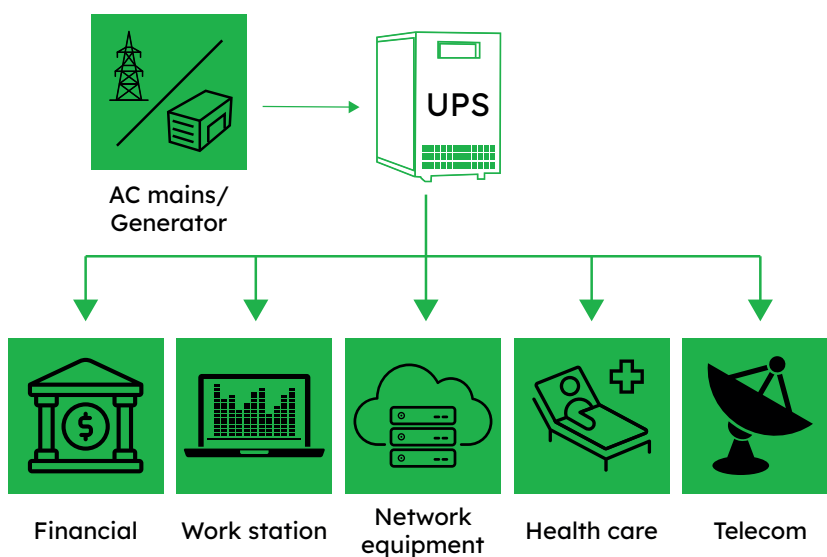 UPS
AC mains/
Generator
Financial
Work station
Network
equipment
Health care
Telecom